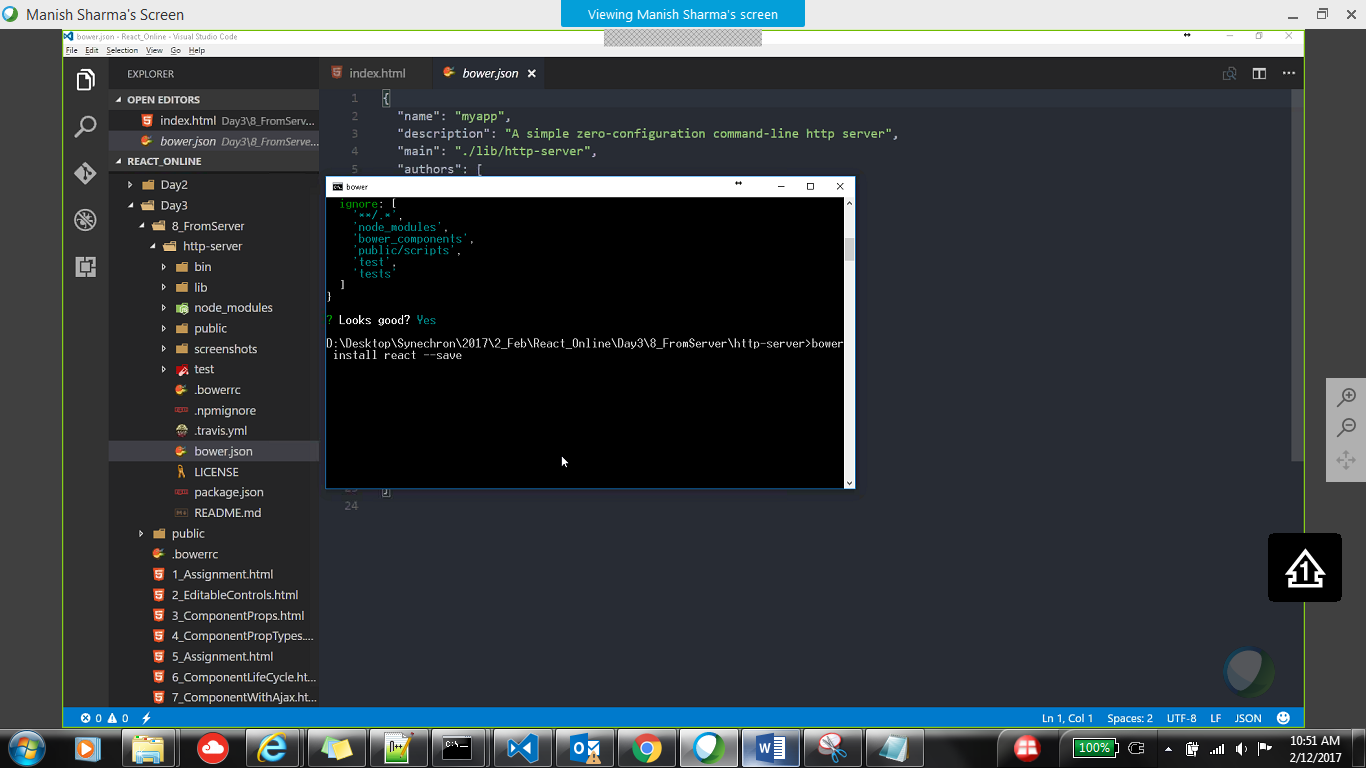 Manish Sharma's Screen
Viewing Manish Sharma's screen
bower.json - React_Online - Visual Studio Code
File Edit Selection View Go Help
EXPLORER
OPEN EDITORS
index.html Day3\8_FromServ...
bower.json Day3\8_FromServe...
REACT_ONLINE
Day2
Day3
8_FromServer
http-server
bin
lib
node_modules
public
screenshots
test
.bowerrc
.npmignore
.travis.yml
bower.json
LICENSE
package.json
README.md
public
.bowerrc
1_Assignment.html
2_EditableControls.html
3_ComponentProps.html
4_ComponentPropTypes....
5_Assignment.html
6_ComponentLifeCycle.ht...
7_ComponentWithAjax.ht...
index.html
bower.json
1 {
2 "name": "myapp",
3 "description": "A simple zero-configuration command-line http server",
4 "main": "./lib/http-server",
5 "authors": [
bower
ignore: [
'**/.*',
'node_modules',
'bower_components',
'public/scripts',
'test',
'tests'
]
}
? Looks good? Yes
D:\Desktop\Synechron\2017\2_Feb\React_Online\Day3\8_FromServer\http-server>bower
install react --save
24
1
0 0
Ln 1, Col 1 Spaces: 2 UTF-8 LF JSON
100%
10:51 AM
2/12/2017